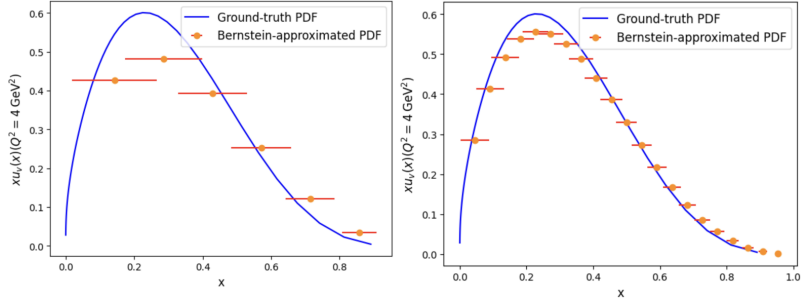 Ground-truth PDF
Bernstein-approximated PDF
xuᵥ(x)(Q² = 4 GeV²)
0.6
0.5
0.4
0.3
0.2
0.1
0.0
0.0 0.2 0.4 0.6 0.8
x
Ground-truth PDF
Bernstein-approximated PDF
xuᵥ(x)(Q² = 4 GeV²)
0.6
0.5
0.4
0.3
0.2
0.1
0.0
0.0 0.2 0.4 0.6 0.8 1.0
x